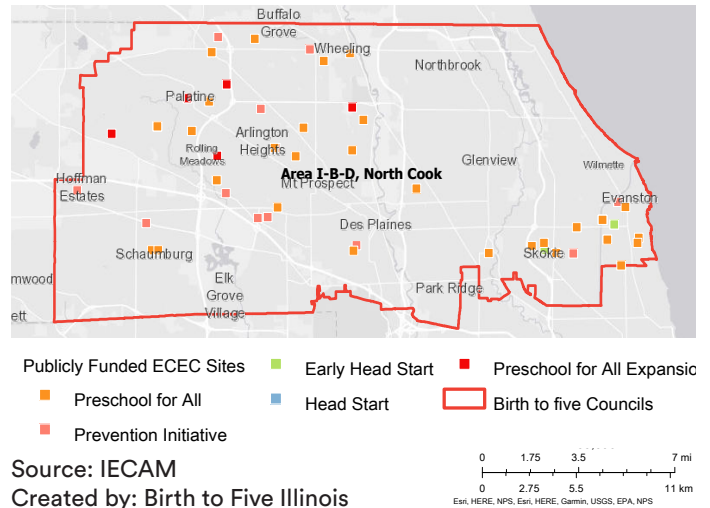 Buffalo
Grove
Wheeling
Northbrook
Palatine
Arlington
Heights
Rolling
Meadows
Glenview
Wilmette
Area I-B-D, North Cook
Mt Prospect
Hoffman
Estates
Evanston
Des Plaines
Schaumburg
Skokie
Elk
Grove
Village
Park Ridge
mwood
ett
Publicly Funded ECEC Sites
Preschool for All
Prevention Initiative
Early Head Start
Head Start
Preschool for All Expansio
Birth to five Councils
Source: IECAM
Created by: Birth to Five Illinois
0 1.75 3.5 7 mi
0 2.75 5.5 11 km
Esri, HERE, NPS, Esri, HERE, Garmin, USGS, EPA, NPS